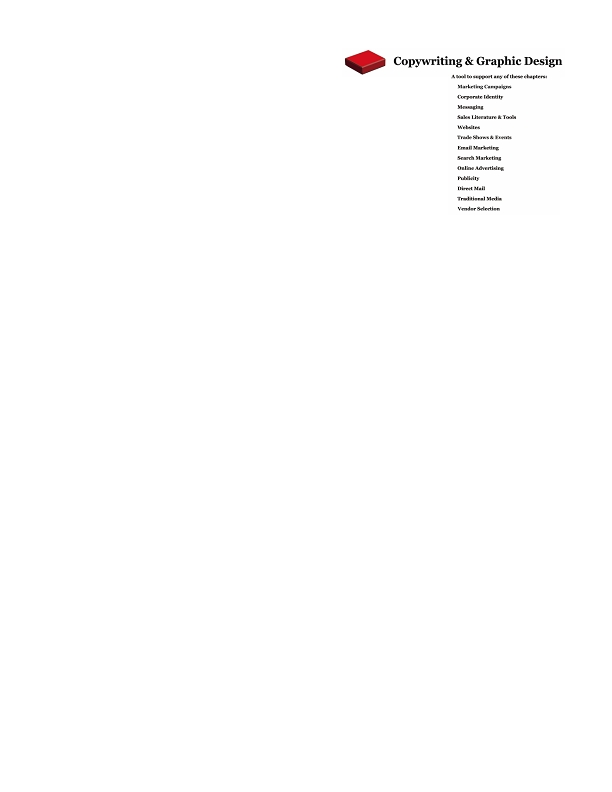 Copywriting & Graphic Design
A tool to support any of these chapters:
Marketing Campaigns
Corporate Identity
Messaging
Sales Literature & Tools
Websites
Trade Shows & Events
Email Marketing
Search Marketing
Online Advertising
Publicity
Direct Mail
Traditional Media
Vendor Selection